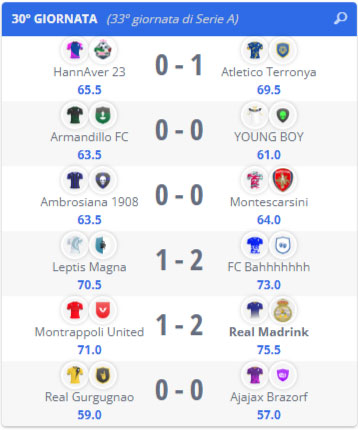 30° GIORNATA (33° giornata di Serie A)
HannAver 23 0 - 1 Atletico Terronya
65.5 69.5
Armandillo FC 0 - 0 YOUNG BOY
63.5 61.0
Ambrosiana 1908 0 - 0 Montescarsini
63.5 64.0
Leptis Magna 1 - 2 FC Bahhhhhhh
70.5 73.0
Montrappoli United 1 - 2 Real Madrink
71.0 75.5
Real Gurgugnao 0 - 0 Ajajax Brazorf
59.0 57.0